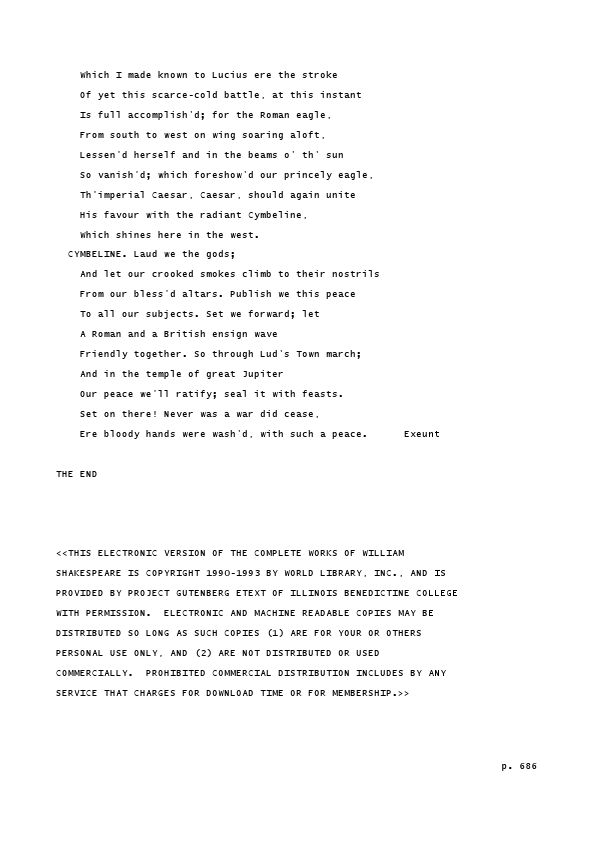 Which I made known to Lucius ere the stroke
Of yet this scarce-cold battle, at this instant
Is full accomplish'd; for the Roman eagle,
From south to west on wing soaring aloft,
Lessen'd herself and in the beams o' th' sun
So vanish'd; which foreshow'd our princely eagle,
Th'imperial Caesar, Caesar, should again unite
His favour with the radiant Cymbeline,
Which shines here in the west.
CYMBELINE. Laud we the gods;
And let our crooked smokes climb to their nostrils
From our bless'd altars. Publish we this peace
To all our subjects. Set we forward; let
A Roman and a British ensign wave
Friendly together. So through Lud's Town march;
And in the temple of great Jupiter
Our peace we'll ratify; seal it with feasts.
Set on there! Never was a war did cease,
Ere bloody hands were wash'd, with such a peace.      Exeunt
THE END
<<THIS ELECTRONIC VERSION OF THE COMPLETE WORKS OF WILLIAM
SHAKESPEARE IS COPYRIGHT 1990-1993 BY WORLD LIBRARY, INC., AND IS
PROVIDED BY PROJECT GUTENBERG ETEXT OF ILLINOIS BENEDICTINE COLLEGE
WITH PERMISSION.  ELECTRONIC AND MACHINE READABLE COPIES MAY BE
DISTRIBUTED SO LONG AS SUCH COPIES (1) ARE FOR YOUR OR OTHERS
PERSONAL USE ONLY, AND (2) ARE NOT DISTRIBUTED OR USED
COMMERCIALLY.  PROHIBITED COMMERCIAL DISTRIBUTION INCLUDES BY ANY
SERVICE THAT CHARGES FOR DOWNLOAD TIME OR FOR MEMBERSHIP.>>
p. 686